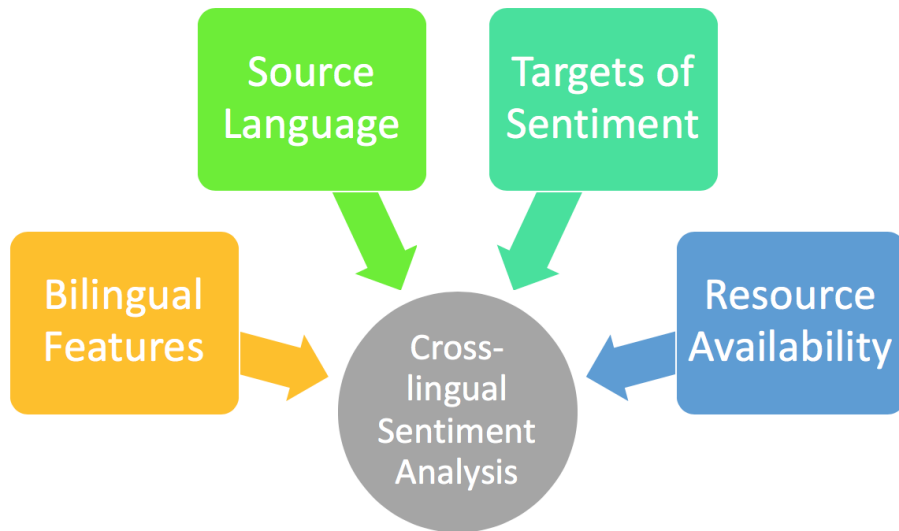 Source
Language
Targets of
Sentiment
Bilingual
Features
Resource
Availability
Cross-
lingual
Sentiment
Analysis